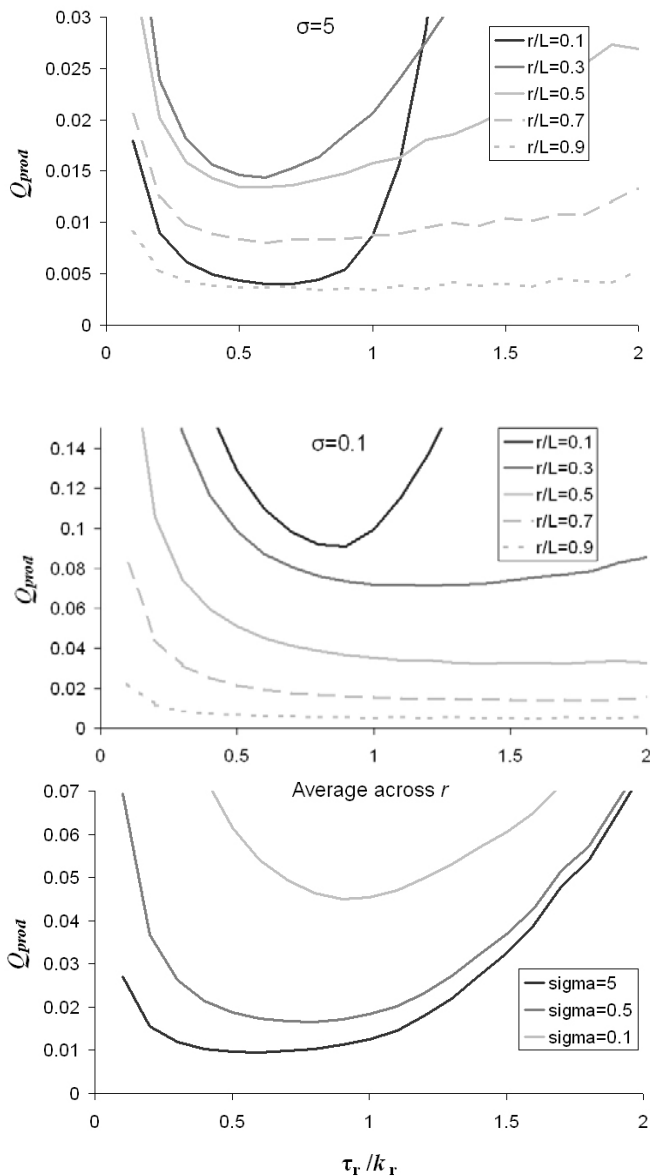 0.03
σ=5
r/L=0.1
r/L=0.3
r/L=0.5
r/L=0.7
r/L=0.9
0.025
0.02
0.015
0.01
0.005
0
Qprod
0 0.5 1 1.5 2
0.14
σ=0.1
r/L=0.1
r/L=0.3
r/L=0.5
r/L=0.7
r/L=0.9
0.12
0.1
0.08
0.06
0.04
0.02
0
Qprod
0 0.5 1 1.5 2
0.07
Average across r
0.06
0.05
0.04
0.03
0.02
0.01
0
Qprod
sigma=5
sigma=0.5
sigma=0.1
0 0.5 1 1.5 2
τr/kr